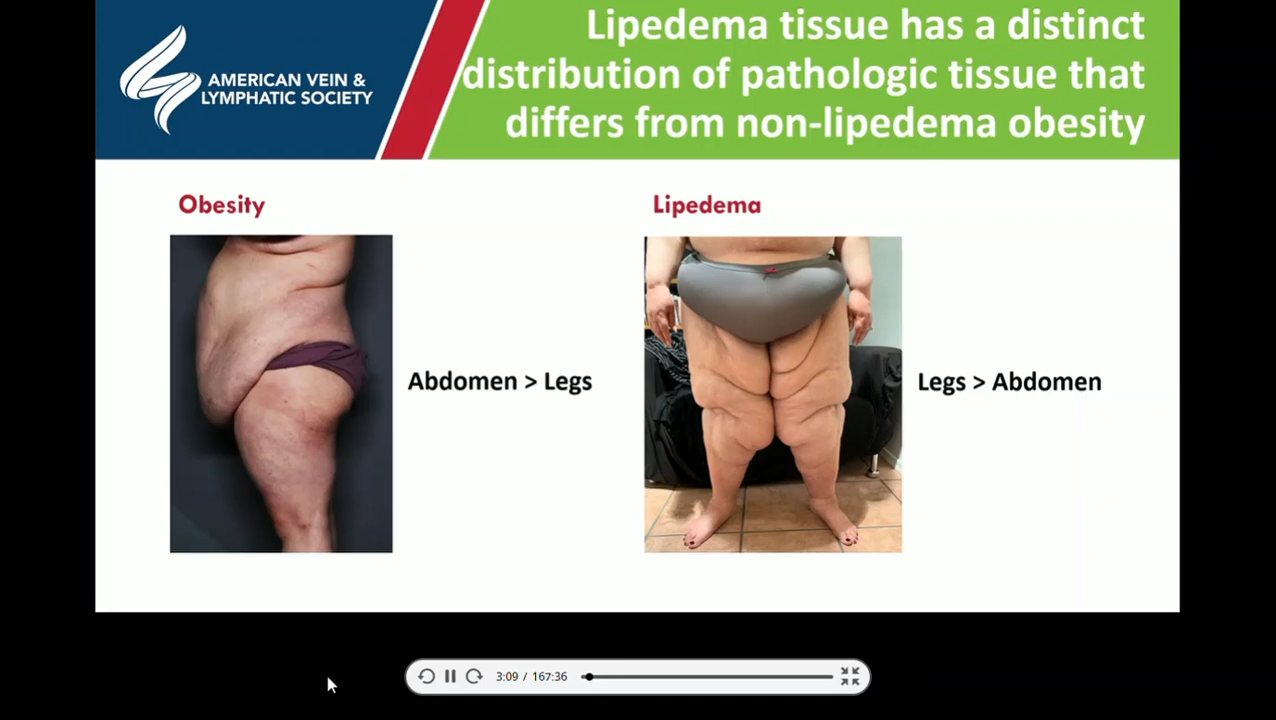 AMERICAN VEIN &
LYMPHATIC SOCIETY
Lipedema tissue has a distinct
distribution of pathologic tissue that
differs from non-lipedema obesity
Obesity
Lipedema
Abdomen > Legs
Legs > Abdomen
3:09 / 167:36